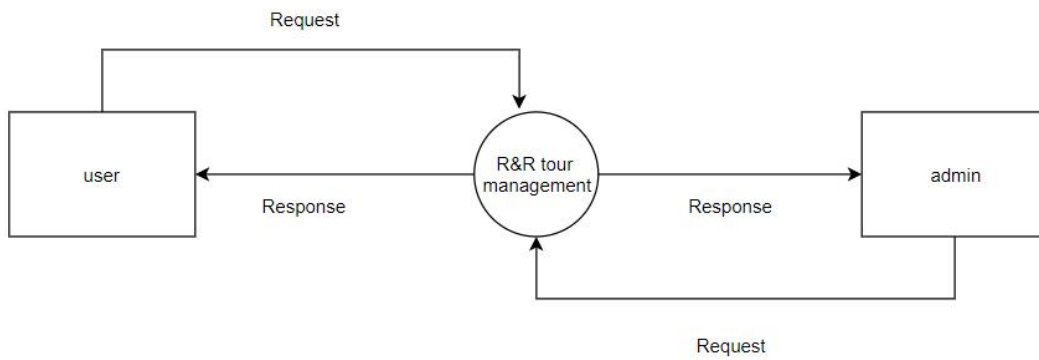 Request
user
R&R tour
management
admin
Response
Response
Request